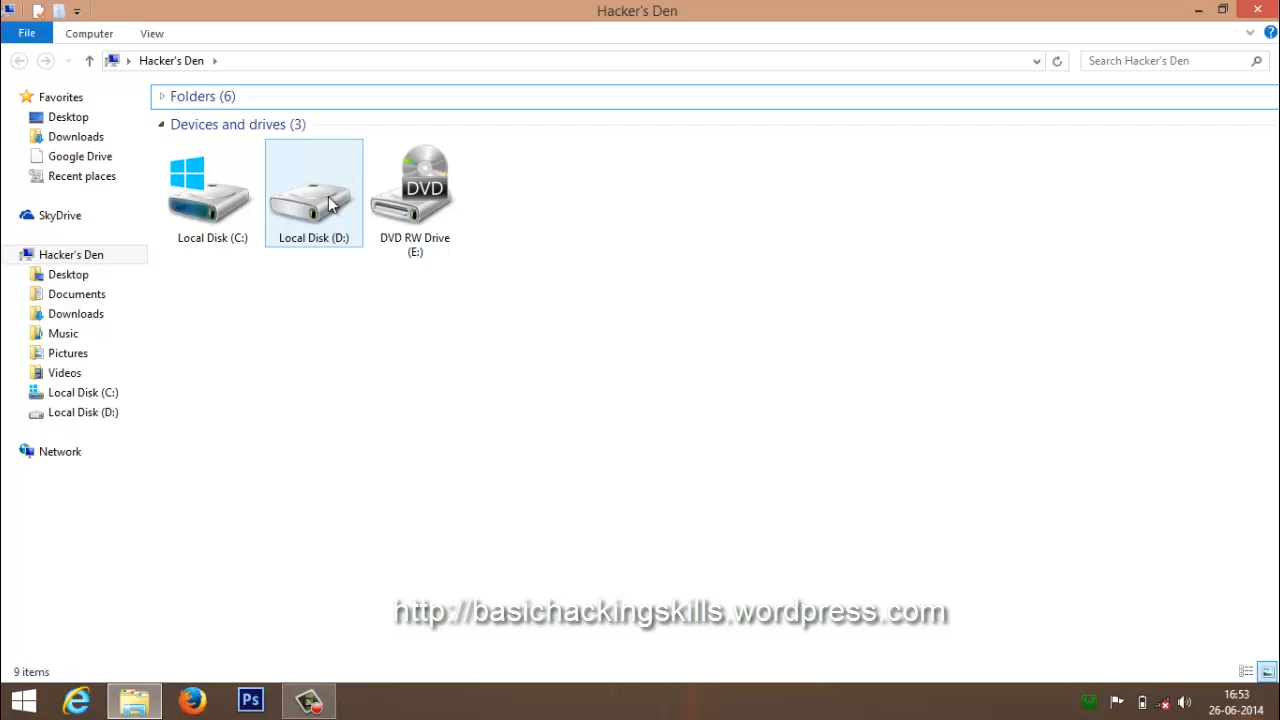 Hacker's Den
File Computer View
Hacker's Den
Search Hacker's Den
Favorites
Desktop
Downloads
Google Drive
Recent places
SkyDrive
Hacker's Den
Desktop
Documents
Downloads
Music
Pictures
Videos
Local Disk (C:)
Local Disk (D:)
Network
Folders (6)
Devices and drives (3)
Local Disk (C:)
Local Disk (D:)
DVD
DVD RW Drive
(E:)
http://basichackingskills.wordpress.com
9 items
Ps
16:53
26-06-2014